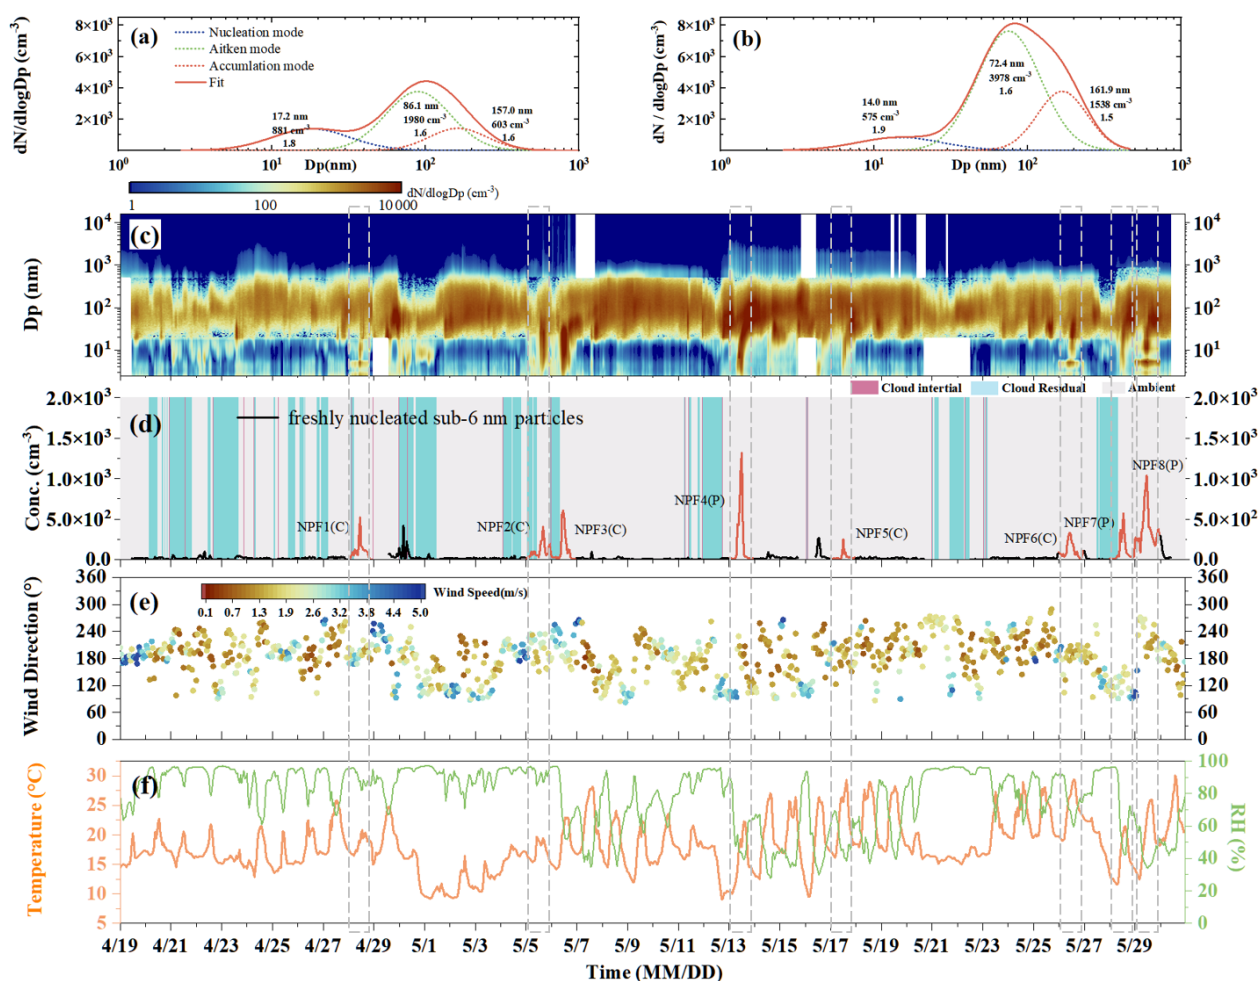 (a)
Nucleation mode
Aitken mode
Accumlation mode
Fit
8×10³
6×10³
4×10³
2×10³
0
dN/dlogDp (cm⁻³)
17.2 nm
881 cm⁻³
1.8
86.1 nm
1980 cm⁻³
1.6
157.0 nm
603 cm⁻³
1.6
10⁰ 10¹ 10² 10³
Dp(nm)
(b)
8×10³
6×10³
4×10³
2×10³
0
dN / dlogDp (cm⁻³)
14.0 nm
575 cm⁻³
1.9
72.4 nm
3978 cm⁻³
1.6
161.9 nm
1538 cm⁻³
1.5
10⁰ 10¹ 10² 10³
Dp (nm)
1 100 10 000
dN/dlogDp (cm⁻³)
(c)
10⁴ 10⁴
10³ 10³
10² 10²
10¹ 10¹
Dp (nm)
Cloud intertial Cloud Residual Ambient
(d)
freshly nucleated sub-6 nm particles
2.0×10³ 2.0×10³
1.5×10³ 1.5×10³
1.0×10³ 1.0×10³
5.0×10² 5.0×10²
0.0 0.0
Conc. (cm⁻³)
NPF1(C)
NPF2(C)
NPF3(C)
NPF4(P)
NPF5(C)
NPF6(C)
NPF7(P)
NPF8(P)
(e)
0.1 0.7 1.3 1.9 2.6 3.2 3.8 4.4 5.0
Wind Speed(m/s)
360 360
300 300
240 240
180 180
120 120
60 60
0 0
Wind Direction (°)
(f)
30
25
20
15
10
5
Temperature (°C)
100
80
60
40
20
0
RH (%)
4/19 4/21 4/23 4/25 4/27 4/29 5/1 5/3 5/5 5/7 5/9 5/11 5/13 5/15 5/17 5/19 5/21 5/23 5/25 5/27 5/29
Time (MM/DD)